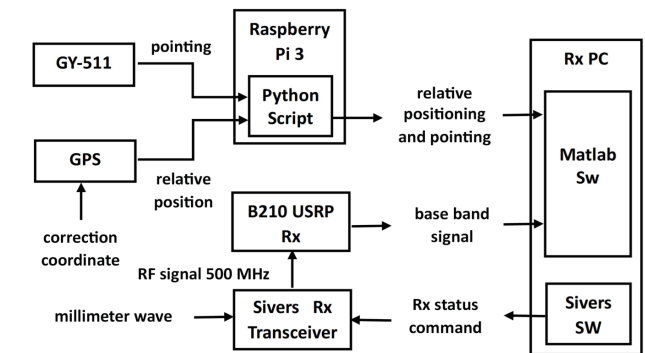 Raspberry
Pi 3
Rx PC
pointing
GY-511
Python
Script
relative
positioning
and pointing
Matlab
Sw
GPS
relative
position
B210 USRP
Rx
base band
signal
correction
coordinate
RF signal 500 MHz
millimeter wave
Sivers Rx
Transceiver
Rx status
command
Sivers
SW